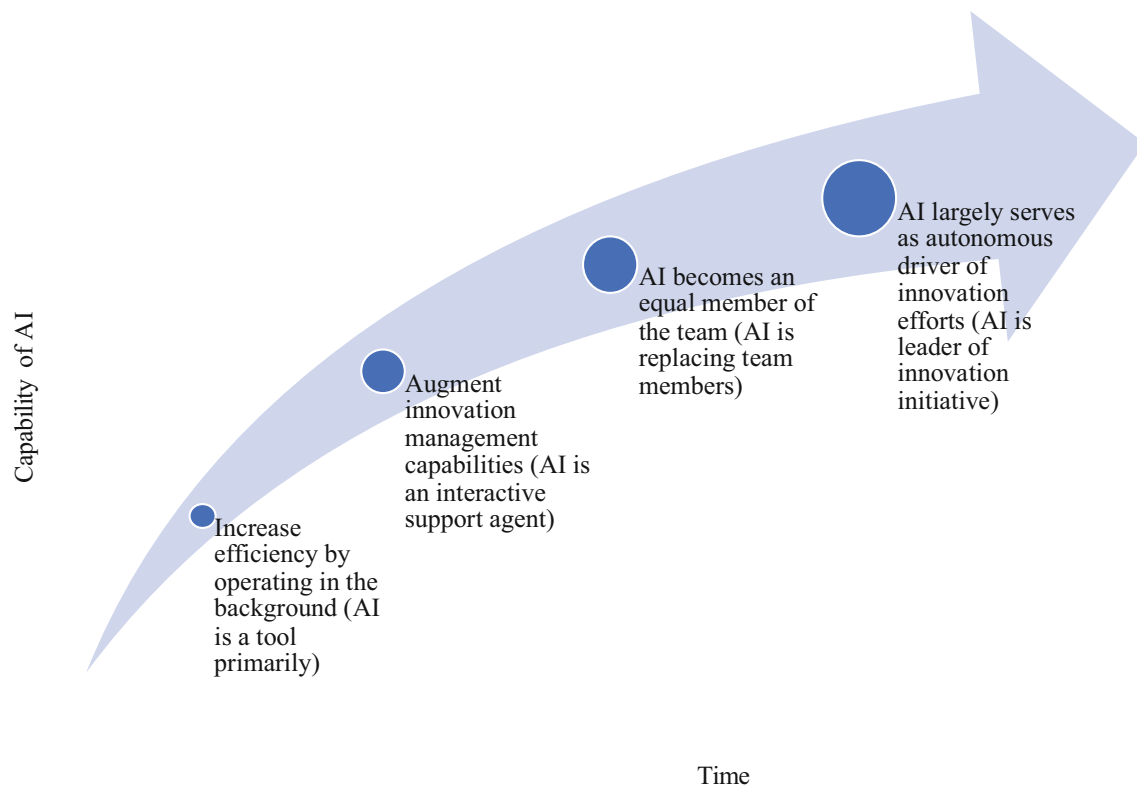 Capability of AI
Increase
efficiency by
operating in the
background (AI
is a tool
primarily)
Augment
innovation
management
capabilities (AI is
an interactive
support agent)
AI becomes an
equal member of
the team (AI is
replacing team
members)
AI largely serves
as autonomous
driver of
innovation
efforts (AI is
leader of
innovation
initiative)
Time